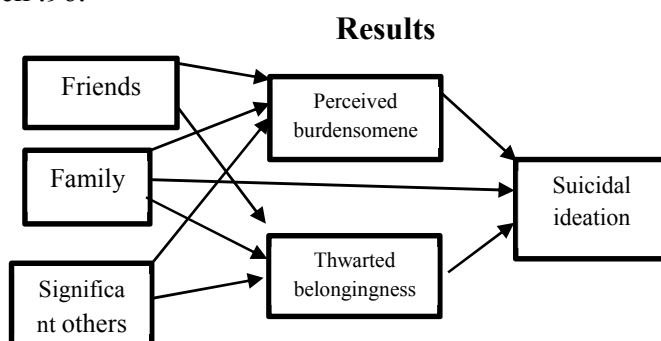 Results
Friends
Perceived
burdensomene
Family
Suicidal
ideation
Thwarted
belongingness
Significa
nt others